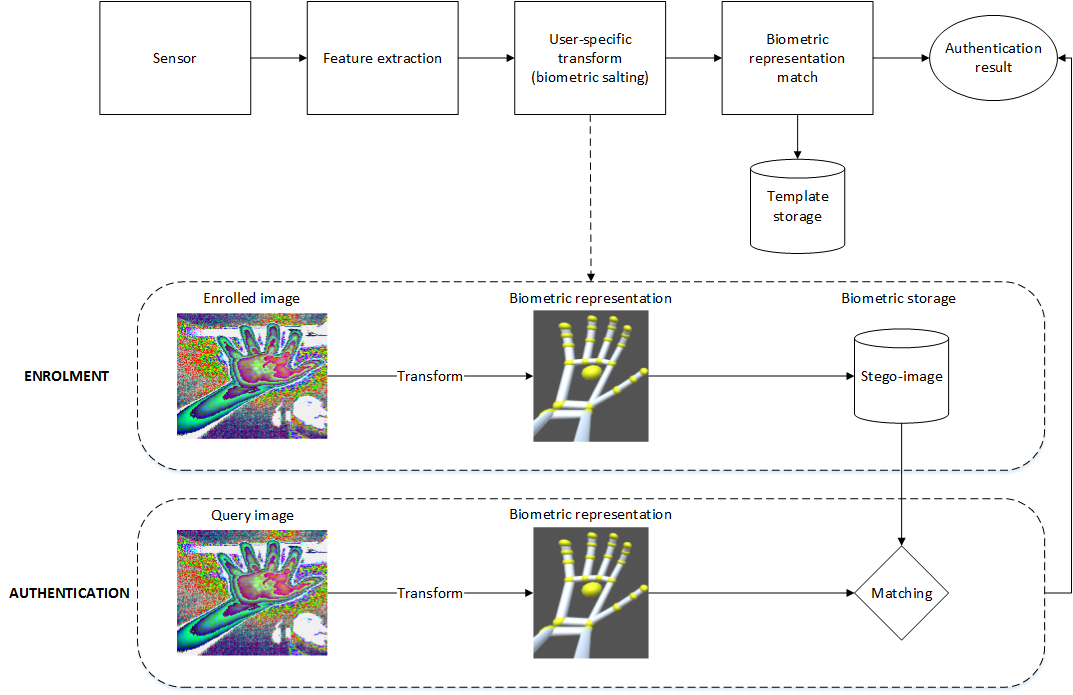 Sensor
Feature extraction
User-specific
transform
(biometric salting)
Biometric
representation
match
Authentication
result
Template
storage
Enrolled image
Biometric representation
Biometric storage
ENROLMENT
Transform
Stego-image
Query image
Biometric representation
AUTHENTICATION
Transform
Matching